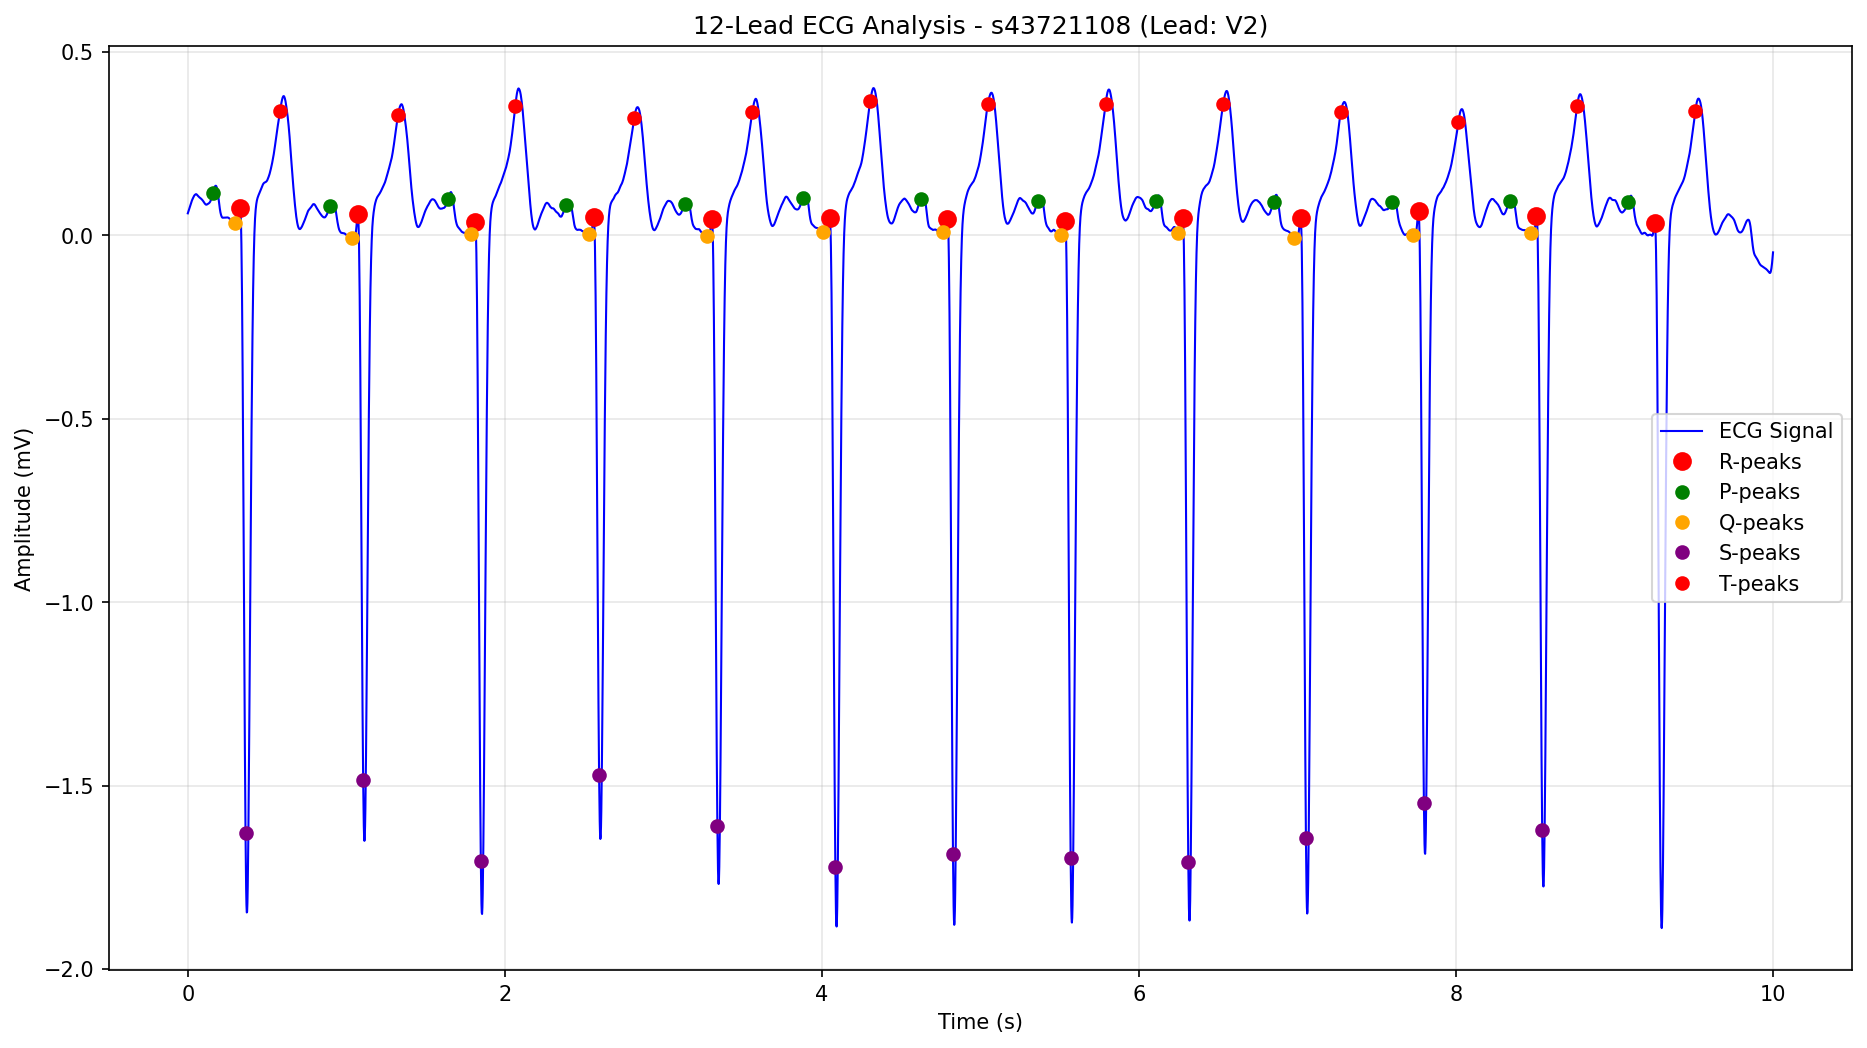 12-Lead ECG Analysis - s43721108 (Lead: V2)
Amplitude (mV)
0.5
0.0
−0.5
−1.0
−1.5
−2.0
ECG Signal
R-peaks
P-peaks
Q-peaks
S-peaks
T-peaks
0 2 4 6 8 10
Time (s)